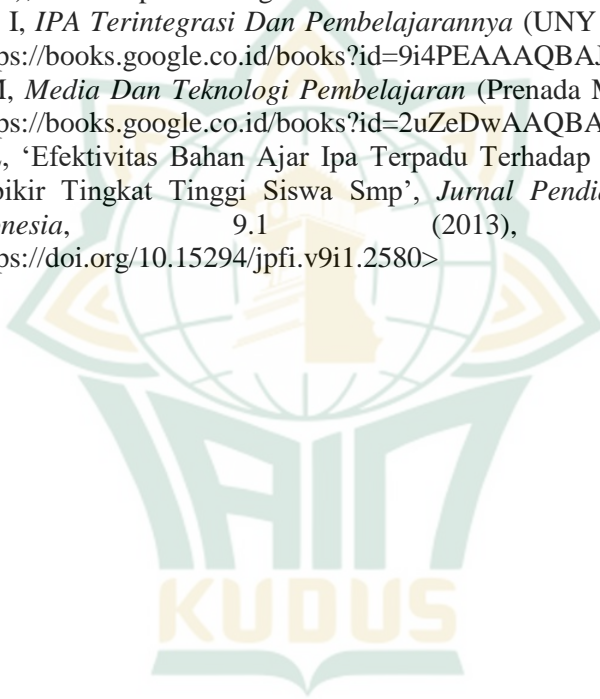 I, IPA Terintegrasi Dan Pembelajarannya (UNY
ps://books.google.co.id/books?id=9i4PEAAAQBAJ
M, Media Dan Teknologi Pembelajaran (Prenada M
ps://books.google.co.id/books?id=2uZeDwAAQBA
, ‘Efektivitas Bahan Ajar Ipa Terpadu Terhadap
pikir Tingkat Tinggi Siswa Smp’, Jurnal Pendi
nesia, 9.1 (2013),
ps://doi.org/10.15294/jpfi.v9i1.2580>
IAIN
KUDUS